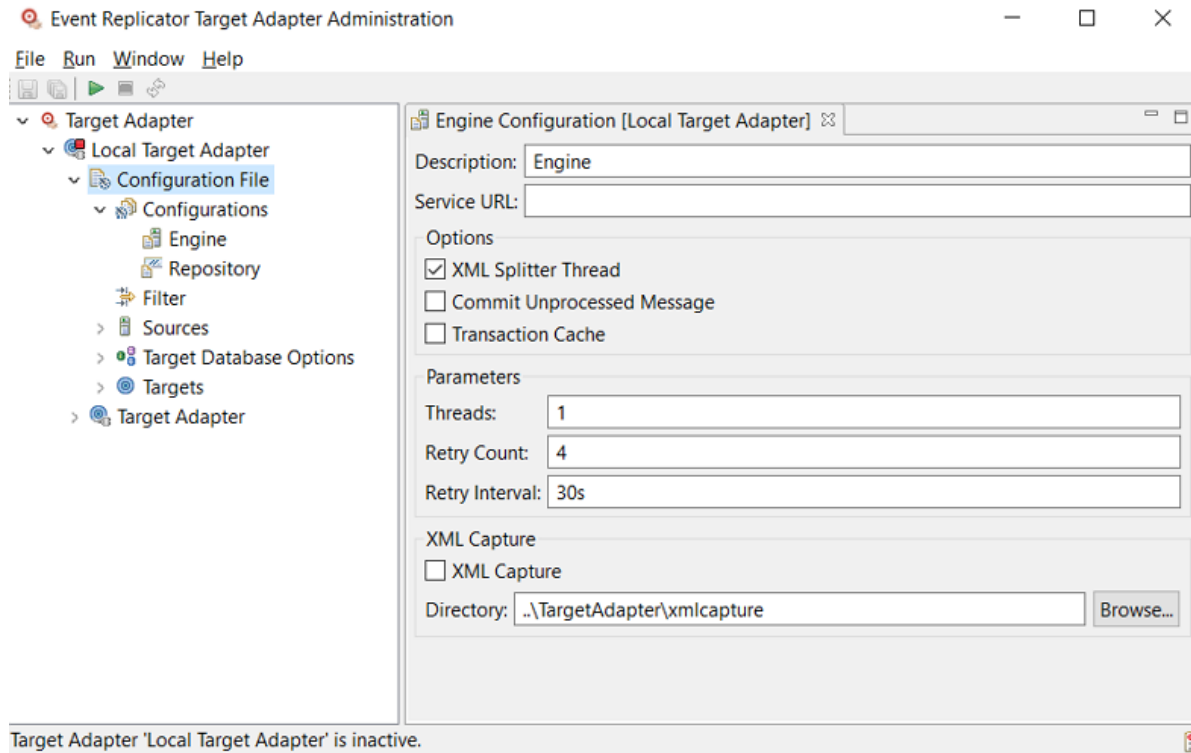 Event Replicator Target Adapter Administration
File Run Window Help
Target Adapter
Local Target Adapter
Configuration File
Configurations
Engine
Repository
Filter
Sources
Target Database Options
Targets
Target Adapter
Engine Configuration [Local Target Adapter]
Description: Engine
Service URL:
Options
XML Splitter Thread
Commit Unprocessed Message
Transaction Cache
Parameters
Threads: 1
Retry Count: 4
Retry Interval: 30s
XML Capture
XML Capture
Directory: ..\TargetAdapter\xmlcapture Browse...
Target Adapter 'Local Target Adapter' is inactive.